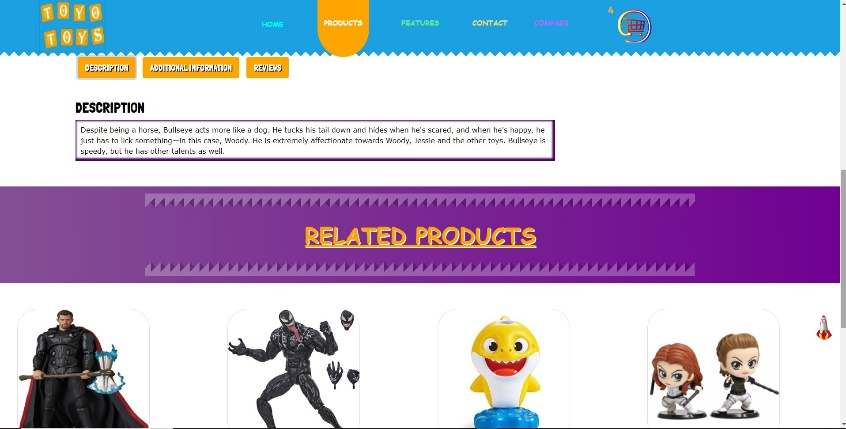 TOYO
TOYS
HOME
PRODUCTS
FEATURES
CONTACT
COMPARE
4
DESCRIPTION
ADDITIONAL INFORMATION
REVIEWS
DESCRIPTION
Despite being a horse, Bullseye acts more like a dog. He tucks his tail down and hides when he's scared, and when he's happy, he
just has to lick something—in this case, Woody. He is extremely affectionate towards Woody, Jessie and the other toys. Bullseye is
speedy, but he has other talents as well.
RELATED PRODUCTS